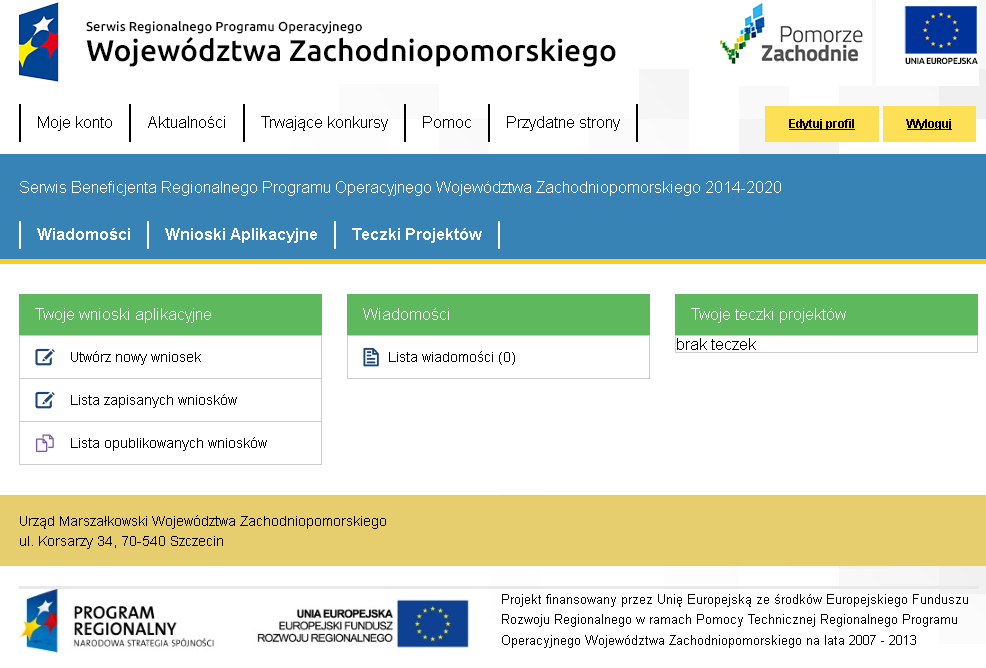 Serwis Regionalnego Programu Operacyjnego
Województwa Zachodniopomorskiego
Pomorze
Zachodnie
UNIA EUROPEJSKA
Moje konto
Aktualności
Trwające konkursy
Pomoc
Przydatne strony
Edytuj profil
Wyloguj
Serwis Beneficjenta Regionalnego Programu Operacyjnego Województwa Zachodniopomorskiego 2014-2020
Wiadomości
Wnioski Aplikacyjne
Teczki Projektów
Twoje wnioski aplikacyjne
Utwórz nowy wniosek
Lista zapisanych wniosków
Lista opublikowanych wniosków
Wiadomości
Lista wiadomości (0)
Twoje teczki projektów
brak teczek
Urząd Marszałkowski Województwa Zachodniopomorskiego
ul. Korsarzy 34, 70-540 Szczecin
PROGRAM
REGIONALNY
NARODOWA STRATEGIA SPÓJNOŚCI
UNIA EUROPEJSKA
EUROPEJSKI FUNDUSZ
ROZWOJU REGIONALNEGO
Projekt finansowany przez Unię Europejską ze środków Europejskiego Funduszu
Rozwoju Regionalnego w ramach Pomocy Technicznej Regionalnego Programu
Operacyjnego Województwa Zachodniopomorskiego na lata 2007 - 2013